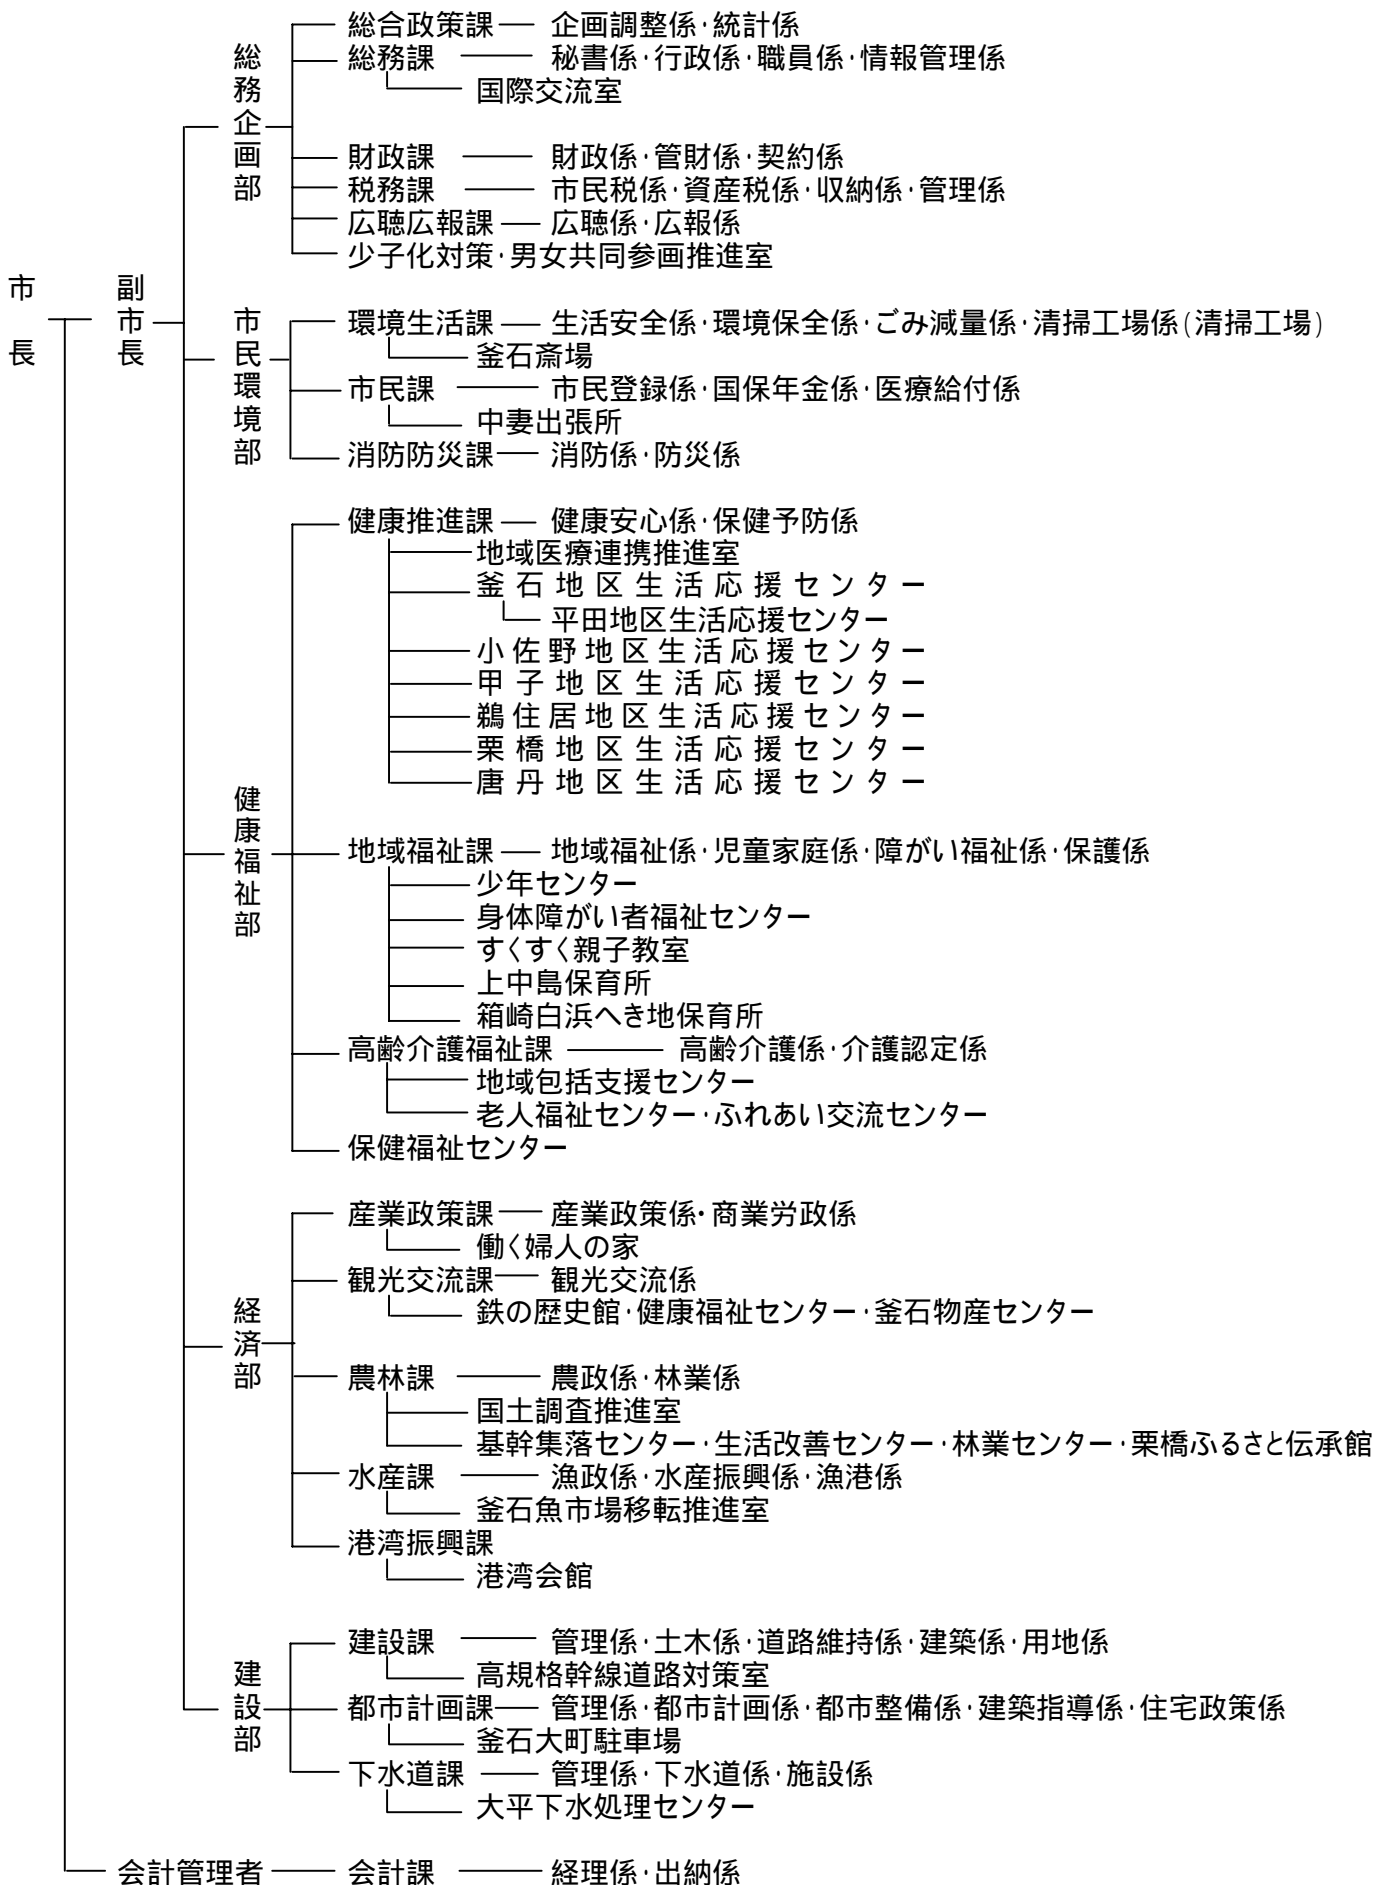 総合政策課 企画調整係・統計係
総務課 秘書係・行政係・職員係・情報管理係
国際交流室
総務企画部
財政課 財政係・管財係・契約係
税務課 市民税係・資産税係・収納係・管理係
広聴広報課 広聴係・広報係
少子化対策・男女共同参画推進室
市長
副市長
市民環境部
環境生活課 生活安全係・環境保全係・ごみ減量係・清掃工場係(清掃工場)
釜石斎場
市民課 市民登録係・国保年金係・医療給付係
中妻出張所
消防防災課 消防係・防災係
健康福祉部
健康推進課 健康安心係・保健予防係
地域医療連携推進室
釜石地区生活応援センター
平田地区生活応援センター
小佐野地区生活応援センター
甲子地区生活応援センター
鵜住居地区生活応援センター
栗橋地区生活応援センター
唐丹地区生活応援センター
地域福祉課 地域福祉係・児童家庭係・障がい福祉係・保護係
少年センター
身体障がい者福祉センター
すくすく親子教室
上中島保育所
箱崎白浜へき地保育所
高齢介護福祉課 高齢介護係・介護認定係
地域包括支援センター
老人福祉センター・ふれあい交流センター
保健福祉センター
経済部
産業政策課 産業政策係・商業労政係
働く婦人の家
観光交流課 観光交流係
鉄の歴史館・健康福祉センター・釜石物産センター
農林課 農政係・林業係
国土調査推進室
基幹集落センター・生活改善センター・林業センター・栗橋ふるさと伝承館
水産課 漁政係・水産振興係・漁港係
釜石魚市場移転推進室
港湾振興課
港湾会館
建設部
建設課 管理係・土木係・道路維持係・建築係・用地係
高規格幹線道路対策室
都市計画課 管理係・都市計画係・都市整備係・建築指導係・住宅政策係
釜石大町駐車場
下水道課 管理係・下水道係・施設係
大平下水処理センター
会計管理者 会計課 経理係・出納係